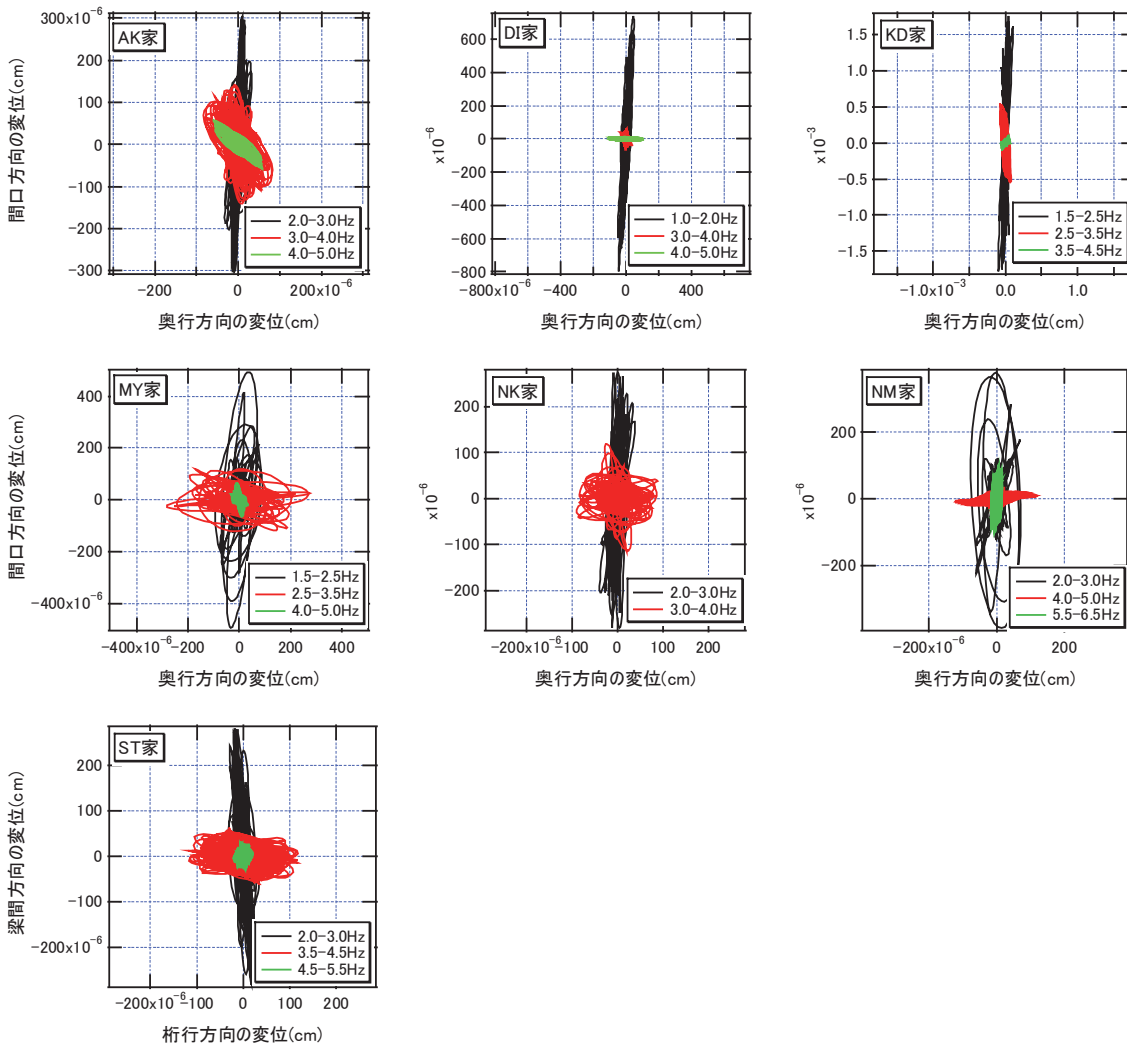 AK家
300x10-6
200
100
0
-100
-200
-300
間口方向の変位(cm)
2.0-3.0Hz
3.0-4.0Hz
4.0-5.0Hz
-200
0
200x10-6
奥行方向の変位(cm)
DI家
600
400
200
0
-200
-400
-600
-800
x10-6
1.0-2.0Hz
3.0-4.0Hz
4.0-5.0Hz
-800x10-6
-400
0
400
奥行方向の変位(cm)
KD家
1.5
1.0
0.5
0.0
-0.5
-1.0
-1.5
x10-3
1.5-2.5Hz
2.5-3.5Hz
3.5-4.5Hz
-1.0x10-3
0.0
1.0
奥行方向の変位(cm)
MY家
400
200
0
-200
-400x10-6
間口方向の変位(cm)
1.5-2.5Hz
2.5-3.5Hz
4.0-5.0Hz
-400x10-6
-200
0
200
400
奥行方向の変位(cm)
NK家
200
100
0
-100
-200
x10-6
2.0-3.0Hz
3.0-4.0Hz
-200x10-6
-100
0
100
200
奥行方向の変位(cm)
NM家
200
0
-200
x10-6
2.0-3.0Hz
4.0-5.0Hz
5.5-6.5Hz
-200x10-6
0
200
奥行方向の変位(cm)
ST家
200
100
0
-100
-200x10-6
梁間方向の変位(cm)
2.0-3.0Hz
3.5-4.5Hz
4.5-5.5Hz
-200x10-6
-100
0
100
200
桁行方向の変位(cm)